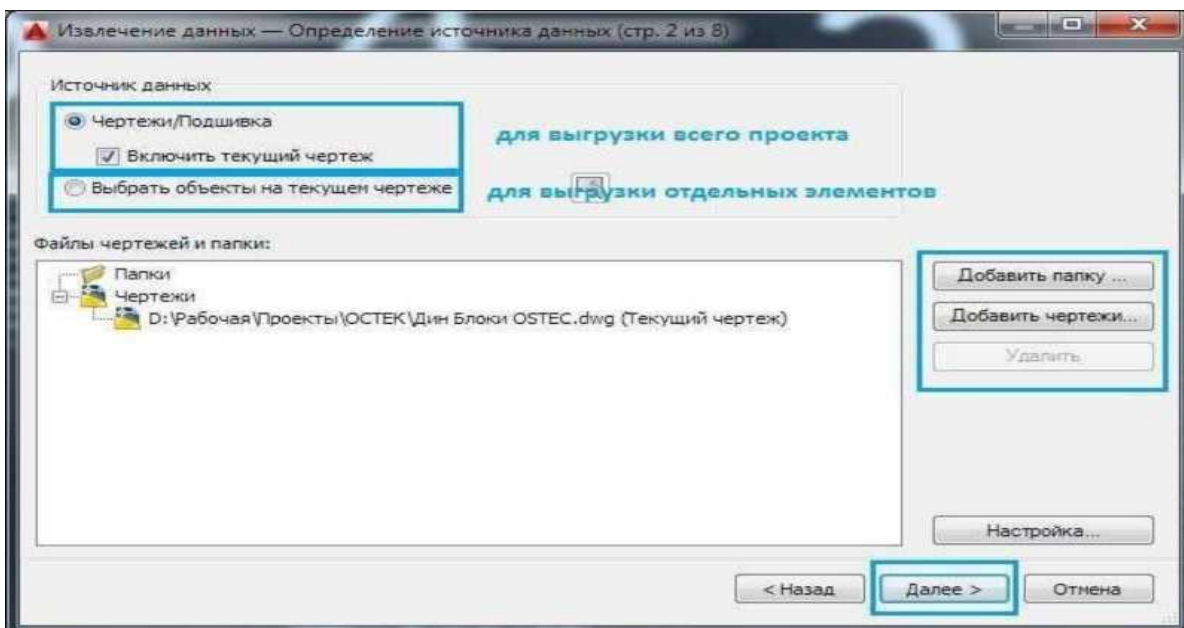 Извлечение данных — Определение источника данных (стр. 2 из 8)
Источник данных
Чертежи/Подшивка
для выгрузки всего проекта
Включить текущий чертеж
Выбрать объекты на текущем чертеже
для выгрузки отдельных элементов
Файлы чертежей и папки:
Папки
Добавить папку ...
Чертежи
D:\Рабочая\Проекты\ОСТЕК\Дин Блоки OSTEC.dwg (Текущий чертеж)
Добавить чертежи...
Удалить
Настройка...
< Назад
Далее >
Отмена